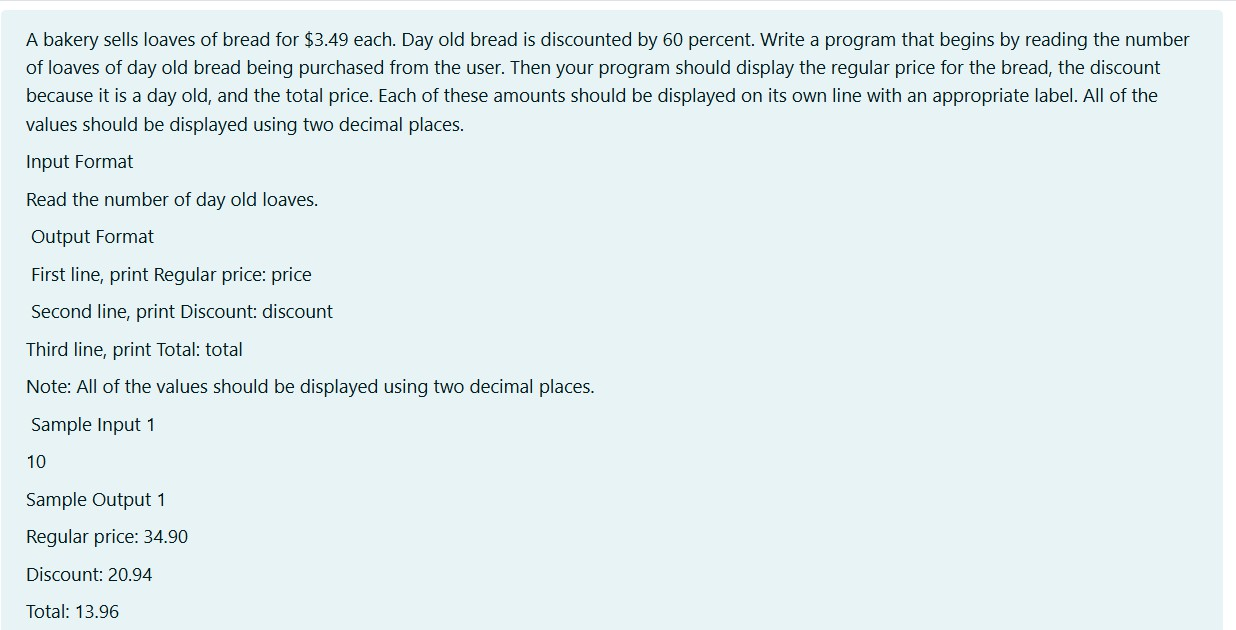 A bakery sells loaves of bread for $3.49 each. Day old bread is discounted by 60 percent. Write a program that begins by reading the number
of loaves of day old bread being purchased from the user. Then your program should display the regular price for the bread, the discount
because it is a day old, and the total price. Each of these amounts should be displayed on its own line with an appropriate label. All of the
values should be displayed using two decimal places.
Input Format
Read the number of day old loaves.
Output Format
First line, print Regular price: price
Second line, print Discount: discount
Third line, print Total: total
Note: All of the values should be displayed using two decimal places.
Sample Input 1
10
Sample Output 1
Regular price: 34.90
Discount: 20.94
Total: 13.96